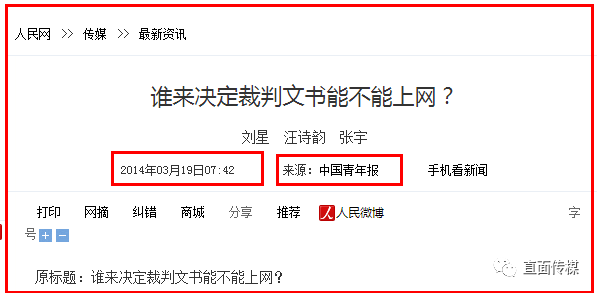 人民网 >> 传媒 >> 最新资讯
谁来决定裁判文书能不能上网？
刘星 汪诗韵 张宇
2014年03月19日07:42 来源：中国青年报 手机看新闻
打印 网摘 纠错 商城 分享 推荐 人 人民微博 字
号 + −
原标题：谁来决定裁判文书能不能上网？
直面传媒